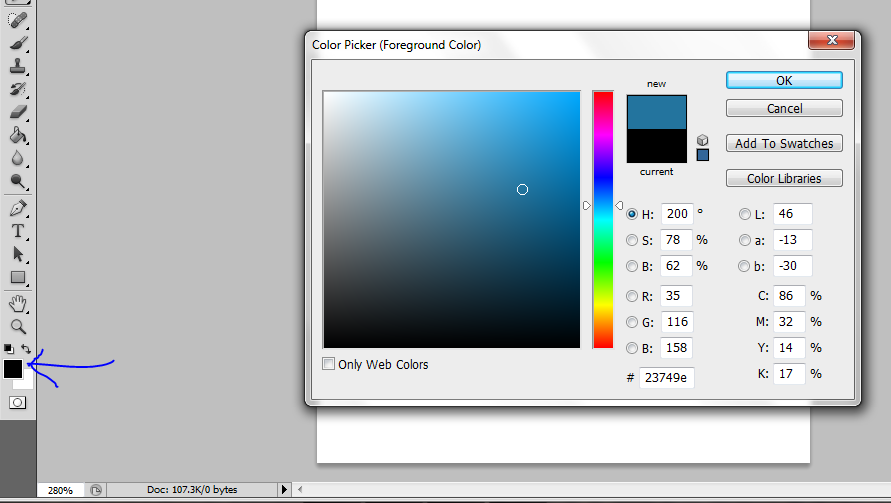 Color Picker (Foreground Color)
new
current
OK
Cancel
Add To Swatches
Color Libraries
H: 200 °
S: 78 %
B: 62 %
R: 35
G: 116
B: 158
# 23749e
L: 46
a: -13
b: -30
C: 86 %
M: 32 %
Y: 14 %
K: 17 %
Only Web Colors
T
280%
Doc: 107.3K/0 bytes